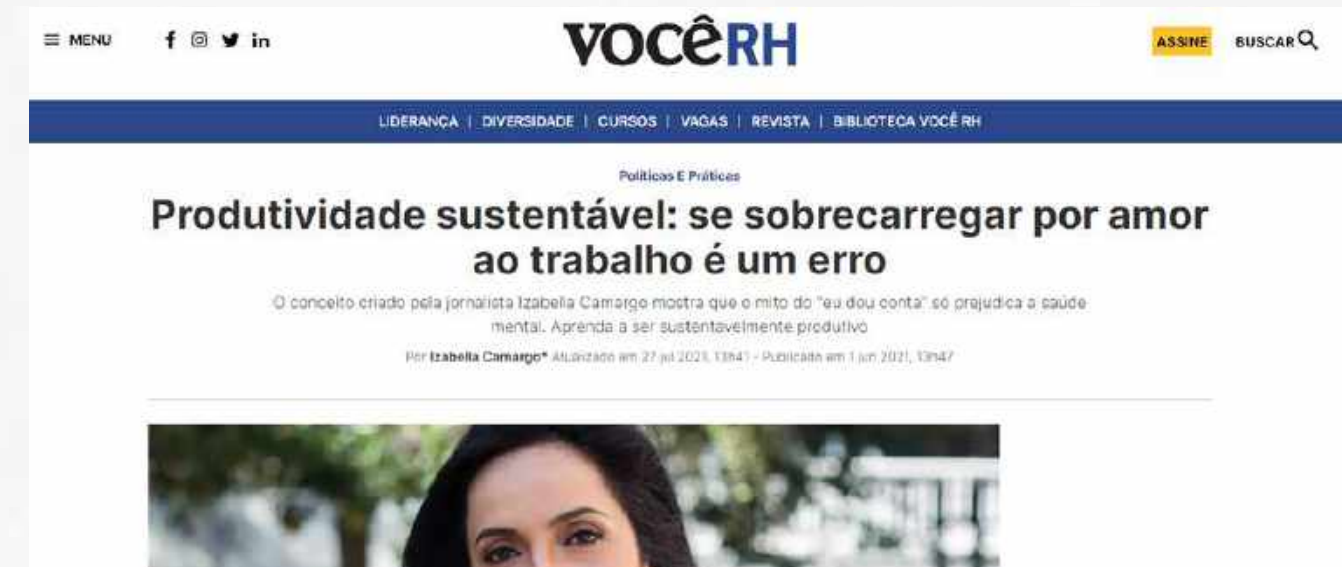 MENU
VOCÊRH
ASSINE
BUSCAR
LIDERANÇA | DIVERSIDADE | CURSOS | VAGAS | REVISTA | BIBLIOTECA VOCÊ RH
Políticas E Práticas
Produtividade sustentável: se sobrecarregar por amor
ao trabalho é um erro
O conceito criado pela jornalista Izabella Camargo mostra que o mito do "eu dou conta" só prejudica a saúde
mental. Aprenda a ser sustentavelmente produtivo
Por Izabella Camargo* Atualizado em 27 jul 2021, 13h41 - Publicado em 1 jun 2021, 13h47